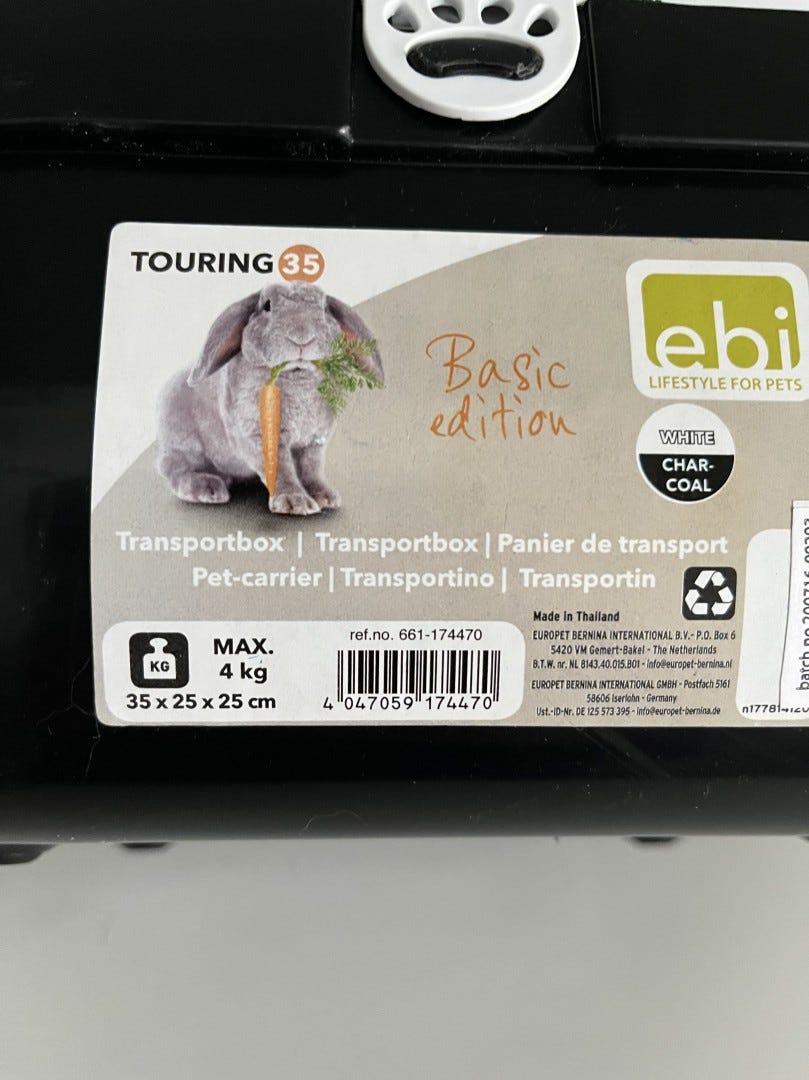 TOURING 35
Basic
edition
ebi
LIFESTYLE FOR PETS
WHITE
CHAR-
COAL
Transportbox | Transportbox | Panier de transport
Pet-carrier | Transportino | Transportin
KG
MAX.
4 kg
35 x 25 x 25 cm
ref.no. 661-174470
4 047059 174470
Made in Thailand
EUROPET BERNINA INTERNATIONAL B.V. - P.O. Box 6
5420 VM Gemert-Bakel - The Netherlands
B.T.W. nr. NL 8143.40.015.B01 - info@europet-bernina.nl
EUROPET BERNINA INTERNATIONAL GMBH - Postfach 5161
58606 Iserlohn - Germany
Ust.-ID-Nr. DE 125 573 395 - info@europet-bernina.de
batch no